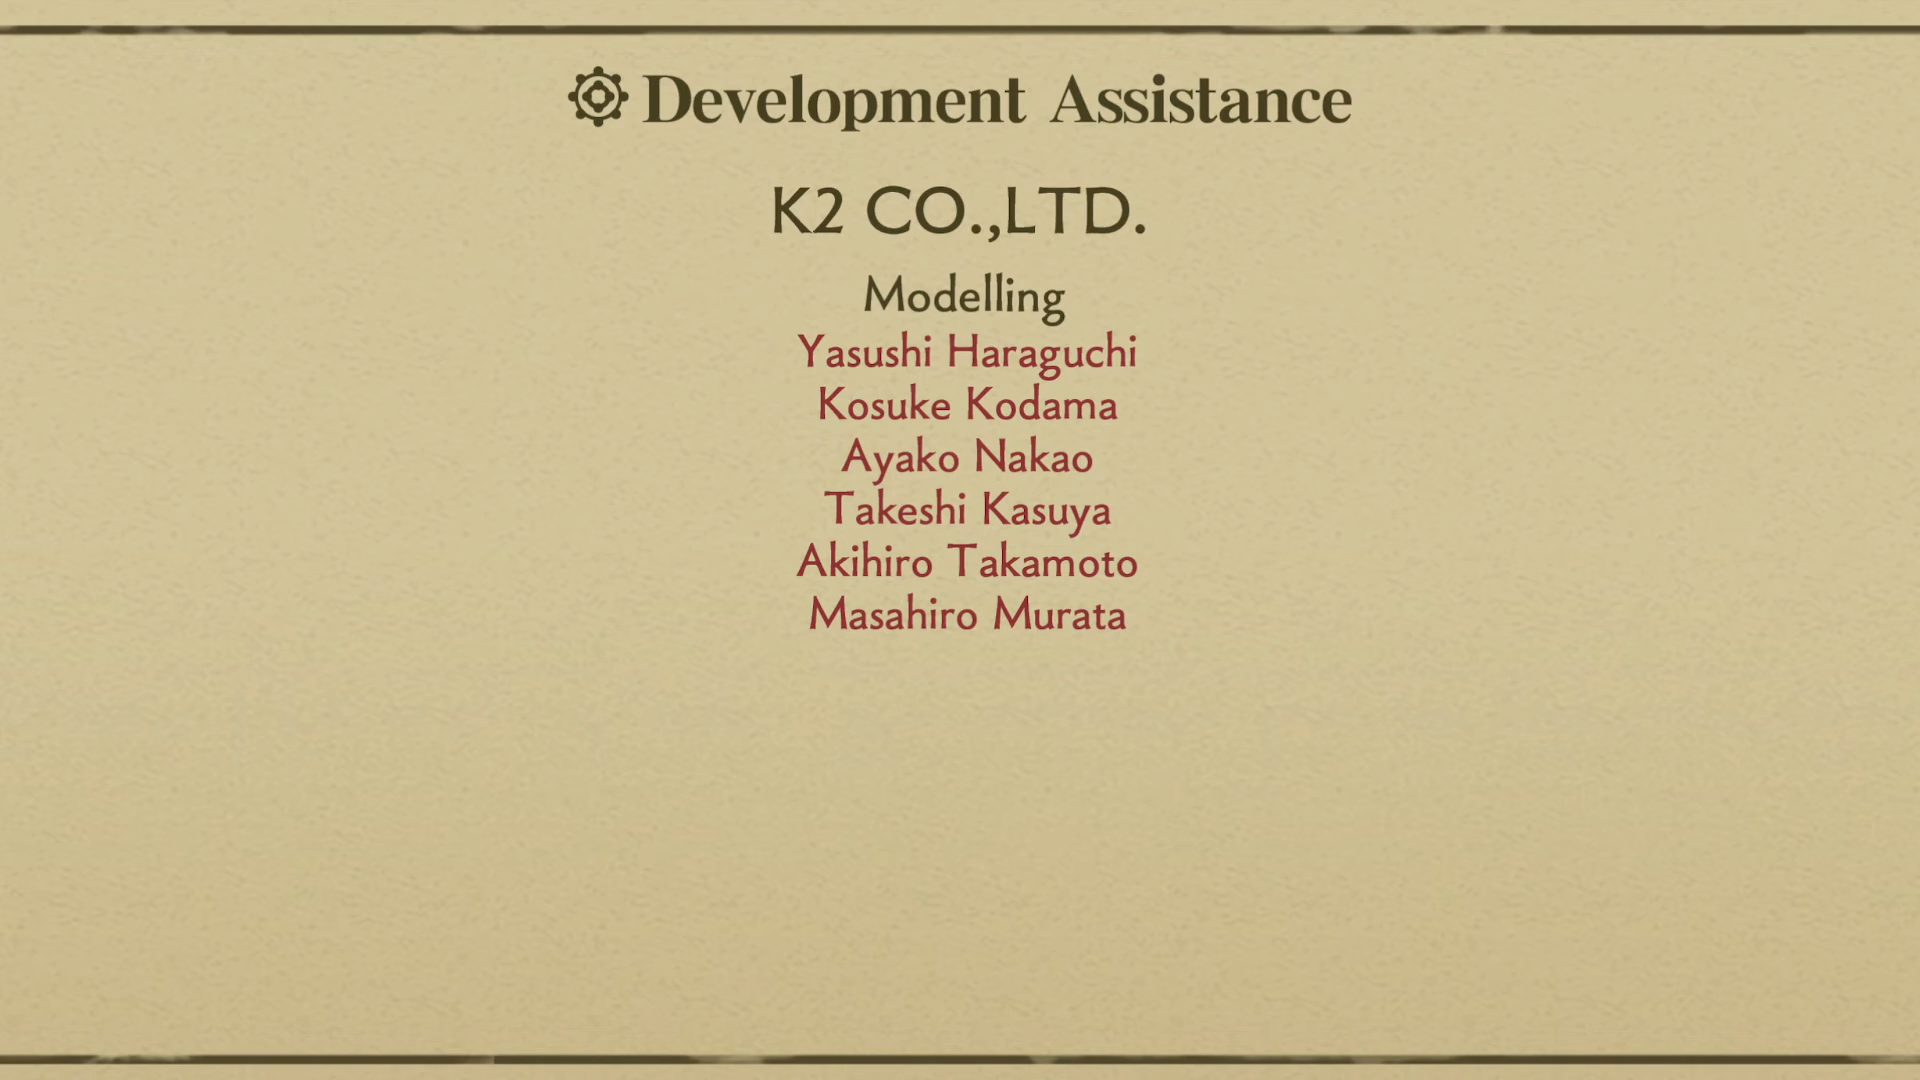 Development Assistance
K2 CO.,LTD.
Modelling
Yasushi Haraguchi
Kosuke Kodama
Ayako Nakao
Takeshi Kasuya
Akihiro Takamoto
Masahiro Murata